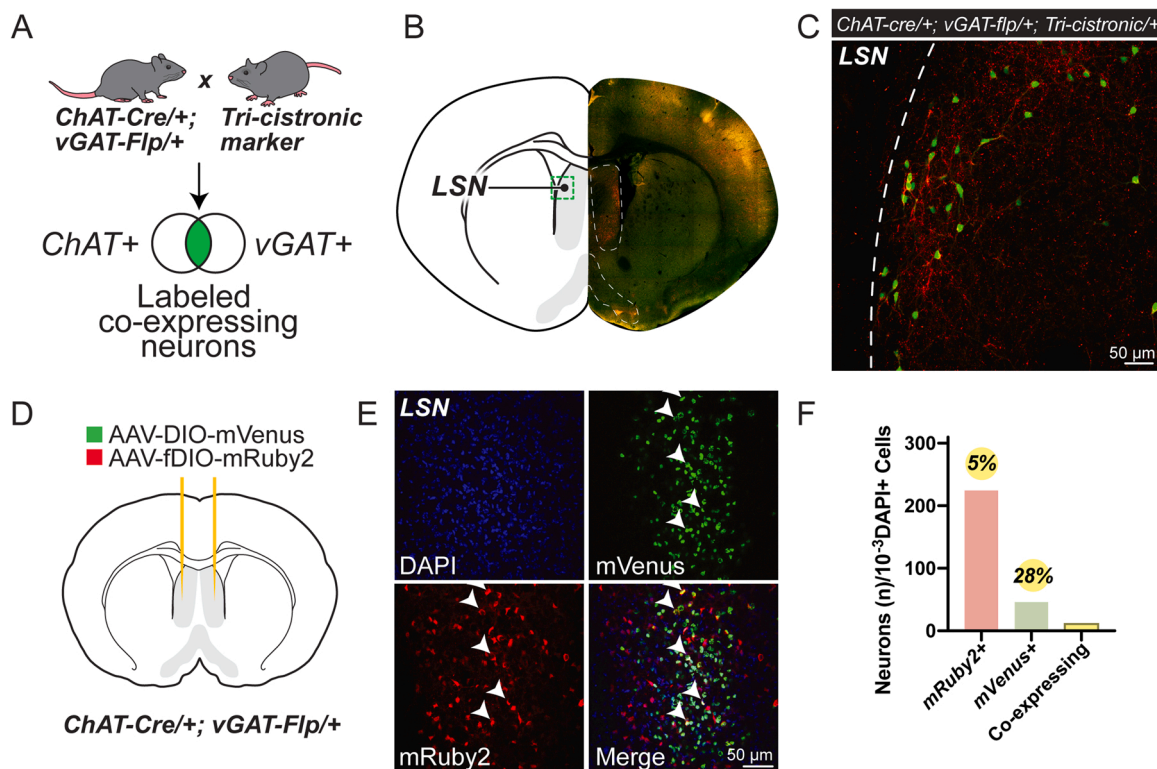 A
ChAT-Cre/+;
vGAT-Flp/+
x
Tri-cistronic
marker
ChAT+
vGAT+
Labeled
co-expressing
neurons
B
LSN
C
ChAT-cre/+; vGAT-flp/+; Tri-cistronic/+
LSN
50 µm
D
AAV-DIO-mVenus
AAV-fDIO-mRuby2
ChAT-Cre/+; vGAT-Flp/+
E
LSN
DAPI
mVenus
mRuby2
Merge
50 µm
F
Neurons (n)/10⁻³DAPI+ Cells
300
200
100
0
5%
28%
mRuby2+
mVenus+
Co-expressing